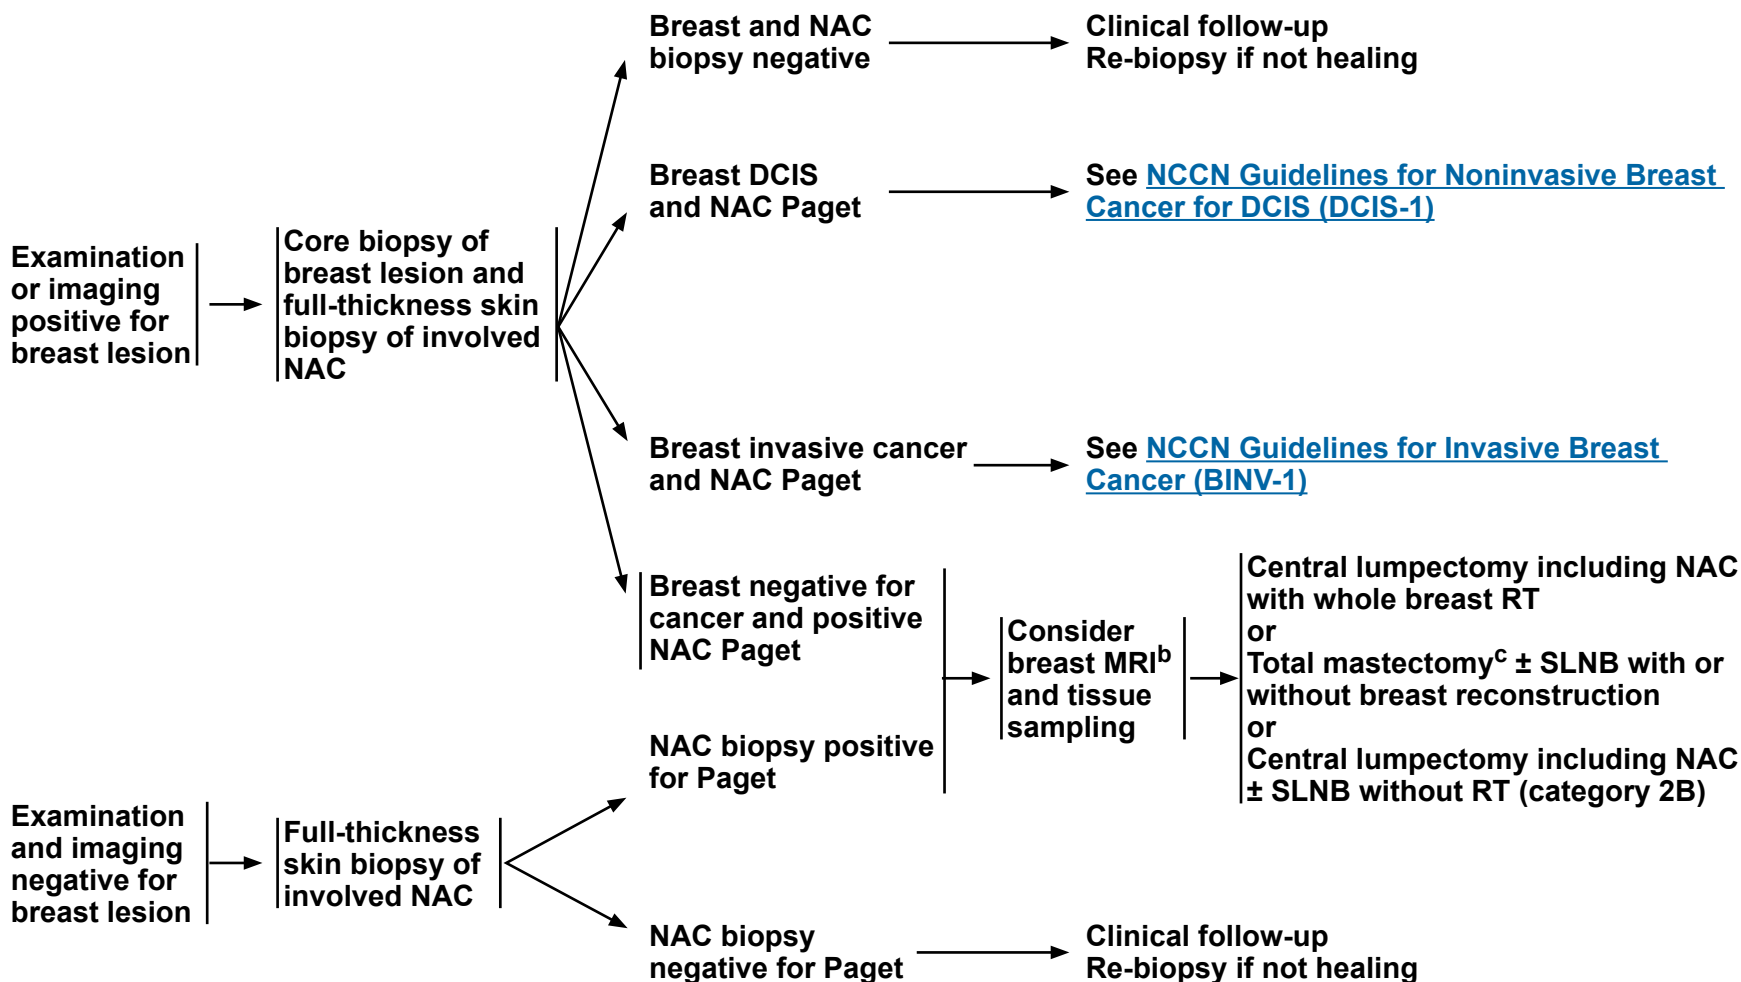 Breast and NAC
biopsy negative
Clinical follow-up
Re-biopsy if not healing
Breast DCIS
and NAC Paget
See NCCN Guidelines for Noninvasive Breast
Cancer for DCIS (DCIS-1)
Examination
or imaging
positive for
breast lesion
Core biopsy of
breast lesion and
full-thickness skin
biopsy of involved
NAC
Breast invasive cancer
and NAC Paget
See NCCN Guidelines for Invasive Breast
Cancer (BINV-1)
Breast negative for
cancer and positive
NAC Paget
Consider
breast MRIᵇ
and tissue
sampling
Central lumpectomy including NAC
with whole breast RT
or
Total mastectomyᶜ ± SLNB with or
without breast reconstruction
or
Central lumpectomy including NAC
± SLNB without RT (category 2B)
NAC biopsy positive
for Paget
Examination
and imaging
negative for
breast lesion
Full-thickness
skin biopsy of
involved NAC
NAC biopsy
negative for Paget
Clinical follow-up
Re-biopsy if not healing